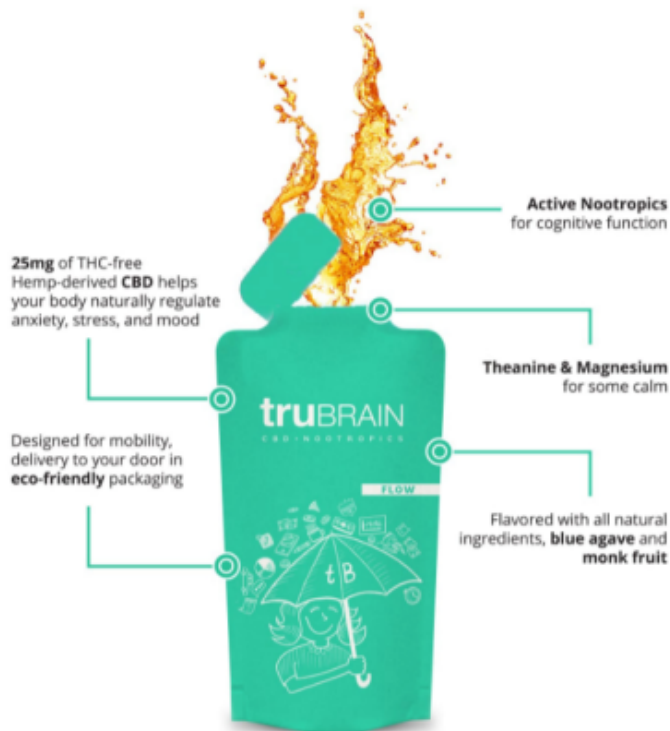 Active Nootropics
for cognitive function
25mg of THC-free
Hemp-derived CBD helps
your body naturally regulate
anxiety, stress, and mood
Theanine & Magnesium
for some calm
truBRAIN
CBD+NOOTROPICS
Designed for mobility,
delivery to your door in
eco-friendly packaging
FLOW
Flavored with all natural
ingredients, blue agave and
monk fruit
tB